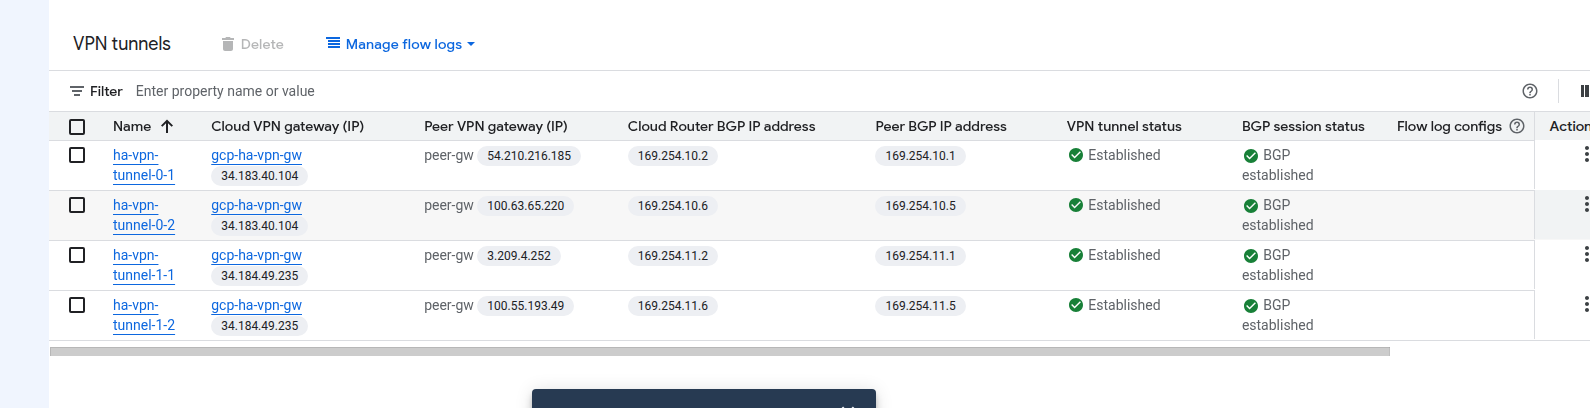 VPN tunnels Delete Manage flow logs
Filter Enter property name or value
Name Cloud VPN gateway (IP) Peer VPN gateway (IP) Cloud Router BGP IP address Peer BGP IP address VPN tunnel status BGP session status Flow log configs Action
ha-vpn- gcp-ha-vpn-gw peer-gw 54.210.216.185 169.254.10.2 169.254.10.1 Established BGP
tunnel-0-1 34.183.40.104 established
ha-vpn- gcp-ha-vpn-gw peer-gw 100.63.65.220 169.254.10.6 169.254.10.5 Established BGP
tunnel-0-2 34.183.40.104 established
ha-vpn- gcp-ha-vpn-gw peer-gw 3.209.4.252 169.254.11.2 169.254.11.1 Established BGP
tunnel-1-1 34.184.49.235 established
ha-vpn- gcp-ha-vpn-gw peer-gw 100.55.193.49 169.254.11.6 169.254.11.5 Established BGP
tunnel-1-2 34.184.49.235 established